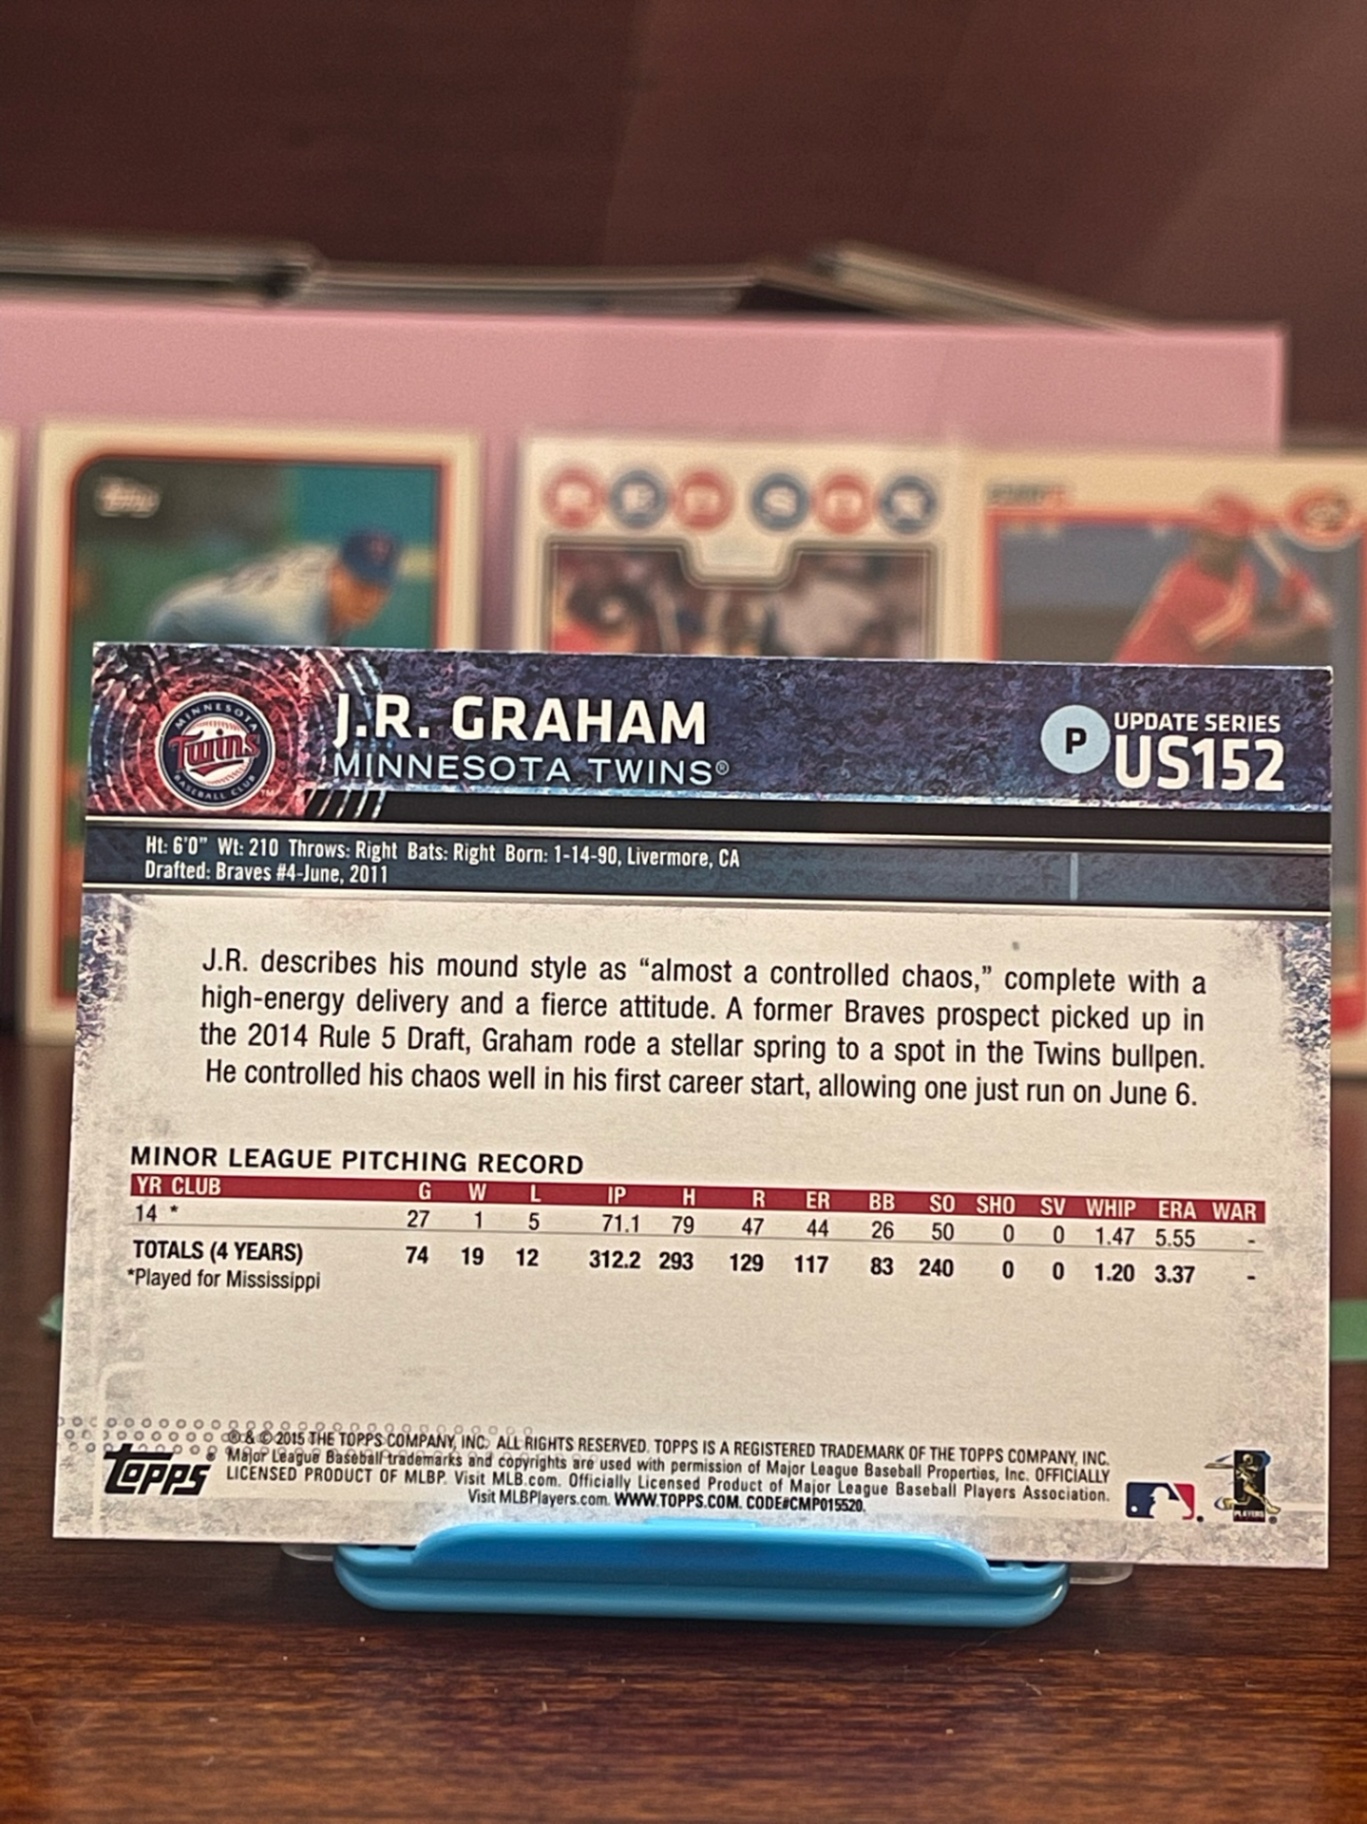 Topps
RED SOX
MINNESOTA
Twins
BASEBALL CLUB
TM
J.R. GRAHAM
MINNESOTA TWINS®
P
UPDATE SERIES
US152
Ht: 6'0" Wt: 210 Throws: Right Bats: Right Born: 1-14-90, Livermore, CA
Drafted: Braves #4-June, 2011
J.R. describes his mound style as “almost a controlled chaos,” complete with a
high-energy delivery and a fierce attitude. A former Braves prospect picked up in
the 2014 Rule 5 Draft, Graham rode a stellar spring to a spot in the Twins bullpen.
He controlled his chaos well in his first career start, allowing one just run on June 6.
MINOR LEAGUE PITCHING RECORD
YR CLUB G W L IP H R ER BB SO SHO SV WHIP ERA WAR
14 * 27 1 5 71.1 79 47 44 26 50 0 0 1.47 5.55 -
TOTALS (4 YEARS) 74 19 12 312.2 293 129 117 83 240 0 0 1.20 3.37 -
*Played for Mississippi
® & © 2015 THE TOPPS COMPANY, INC. ALL RIGHTS RESERVED. TOPPS IS A REGISTERED TRADEMARK OF THE TOPPS COMPANY, INC.
Major League Baseball trademarks and copyrights are used with permission of Major League Baseball Properties, Inc. OFFICIALLY
LICENSED PRODUCT OF MLBP. Visit MLB.com. Officially Licensed Product of Major League Baseball Players Association.
Visit MLBPlayers.com. WWW.TOPPS.COM. CODE#CMP015520.
Topps®
PLAYERS